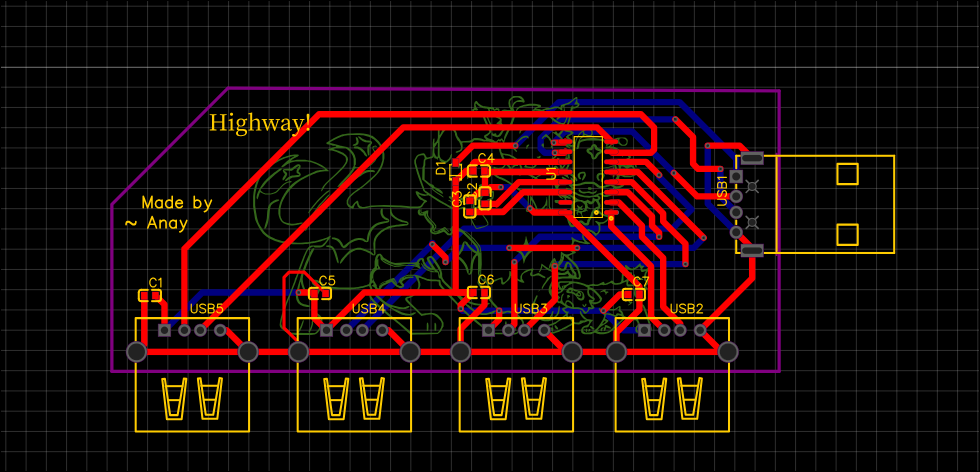 Highway!
Made by
~ Anay
D1
C4
C2
C3
U1
USB1
C1
C5
C6
C7
USB5
USB4
USB3
USB2